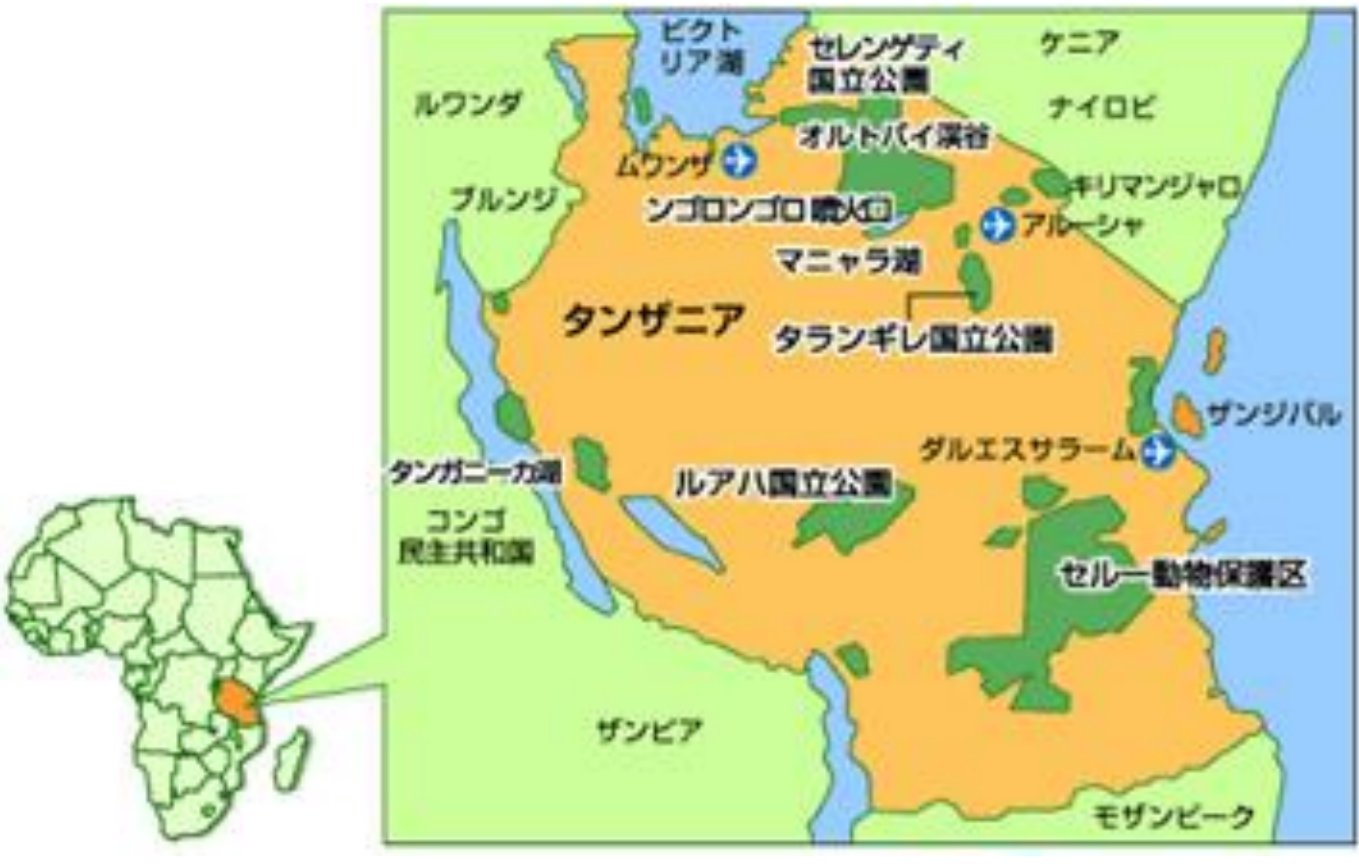 ビクト
リア湖
セレンゲティ
国立公園
ケニア
ルワンダ
ナイロビ
オルトバイ渓谷
ムワンザ
キリマンジャロ
ブルンジ
ンゴロンゴロ噴火口
アルーシャ
マニャラ湖
タンザニア
タランギレ国立公園
ザンジバル
ダルエスサラーム
タンガニーカ湖
ルアハ国立公園
コンゴ
民主共和国
セルー動物保護区
ザンビア
モザンビーク